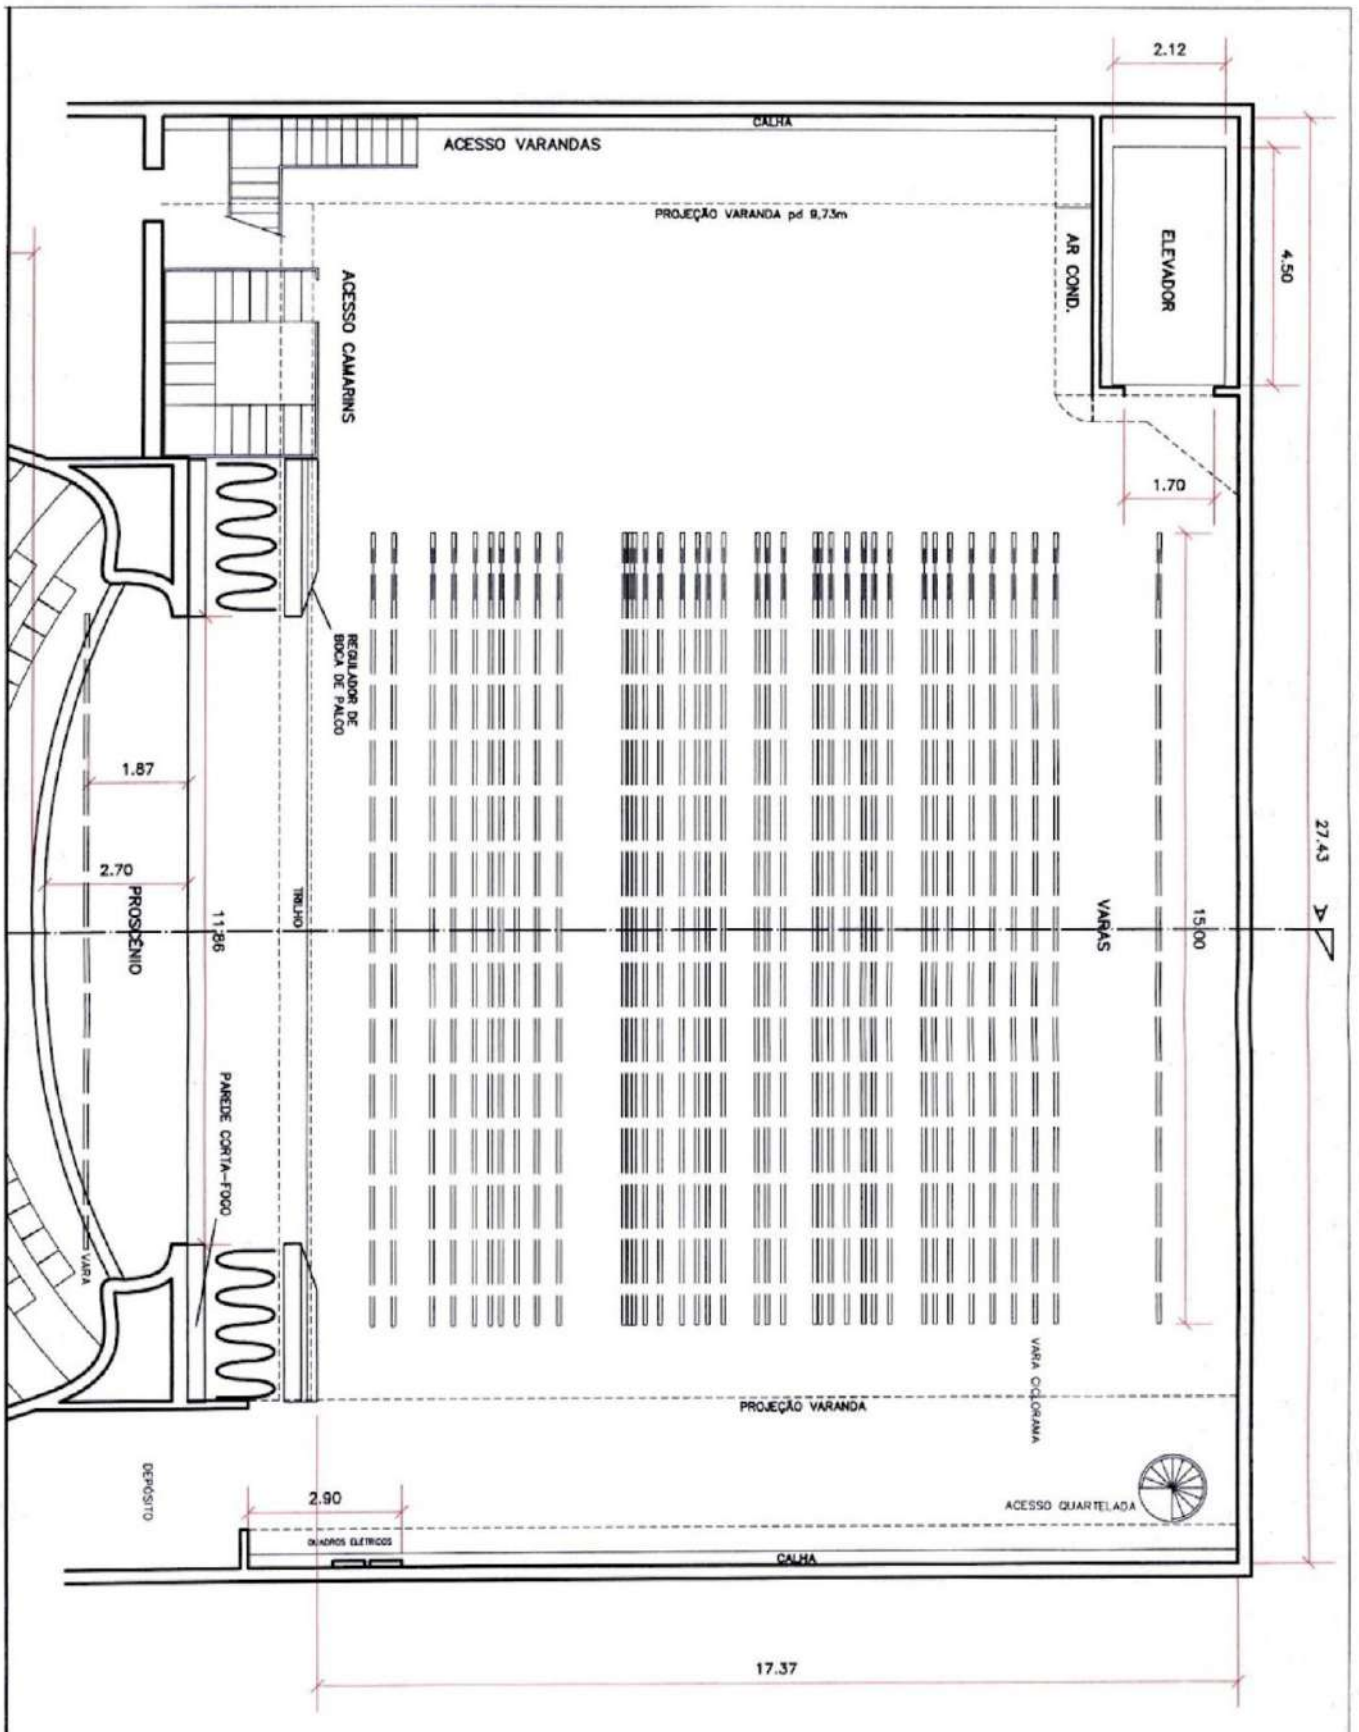 2.12
CALHA
ACESSO VARANDAS
PROJEÇÃO VARANDA pd 9,73m
ELEVADOR
4.50
AR COND.
ACESSO CAMARINS
1.70
REGULADOR DE
BOCA DE PALCO
1.87
2.70
PROSCÊNIO
11.86
TRILHO
27.43
A
VARAS
15.00
PAREDE CORTA-FOGO
VARA
VARA CICLORAMA
PROJEÇÃO VARANDA
DEPÓSITO
2.90
ACESSO QUARTELADA
QUADROS ELÉTRICOS
CALHA
17.37